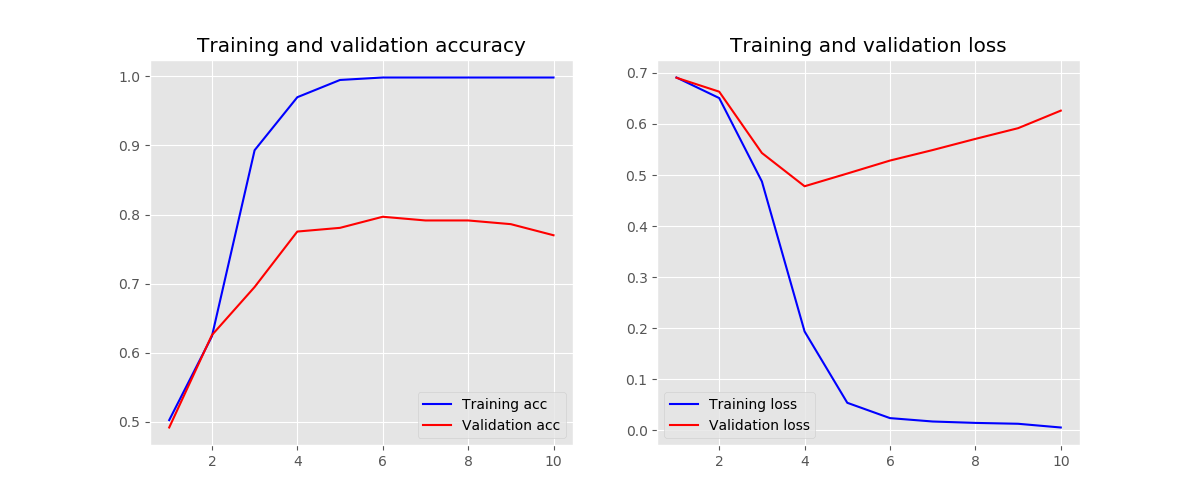 Training and validation accuracy
1.0
0.9
0.8
0.7
0.6
0.5
2 4 6 8 10
Training acc
Validation acc
Training and validation loss
0.7
0.6
0.5
0.4
0.3
0.2
0.1
0.0
2 4 6 8 10
Training loss
Validation loss